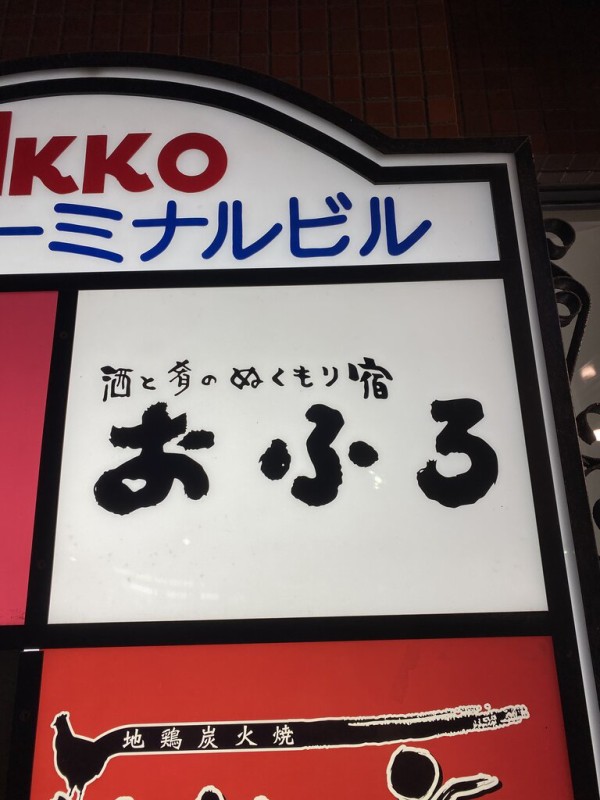 KKO
ーミナルビル
酒と肴のぬくもり宿
おふろ
地鶏炭火焼